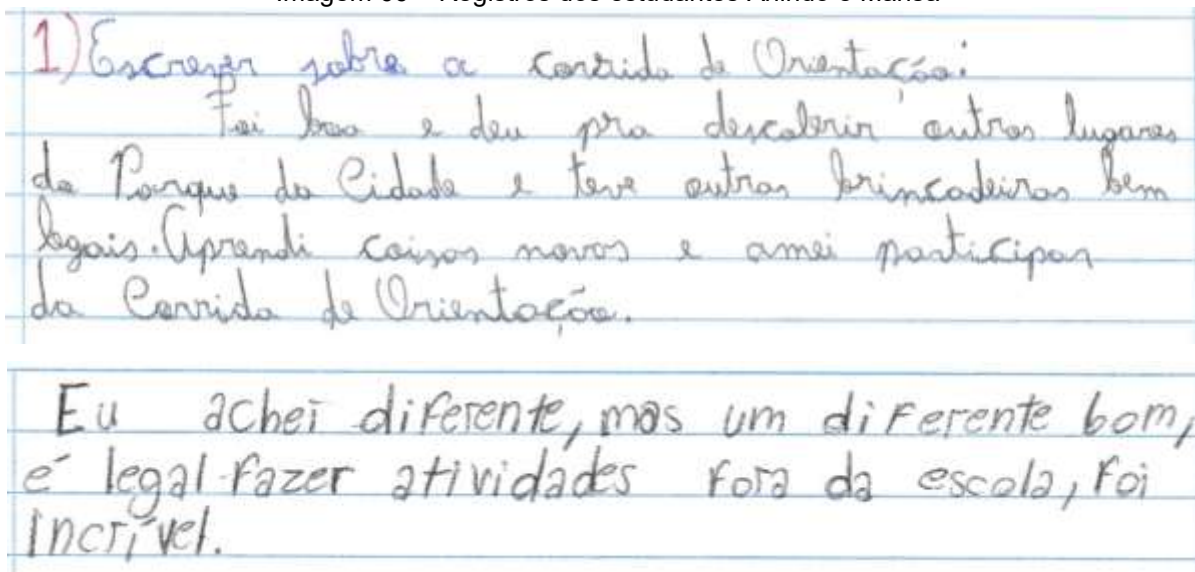 1) Escrever sobre a corrida de Orientação:
Foi boa e deu pra descobrir outros lugares
do Parque da Cidade e teve outras brincadeiras bem
legais. Aprendi coisas novas e amei participar
da Corrida de Orientação.
Eu achei diferente, mas um diferente bom,
é legal fazer atividades fora da escola, foi
incrível.